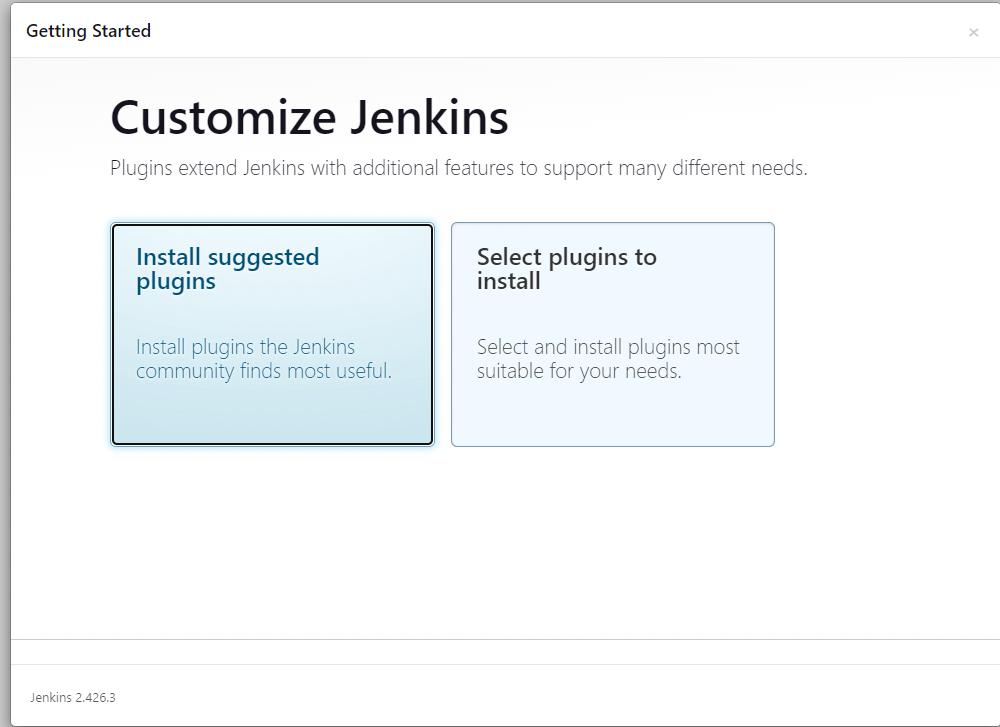 Getting Started
×
Customize Jenkins
Plugins extend Jenkins with additional features to support many different needs.
Install suggested
plugins
Install plugins the Jenkins
community finds most useful.
Select plugins to
install
Select and install plugins most
suitable for your needs.
Jenkins 2.426.3